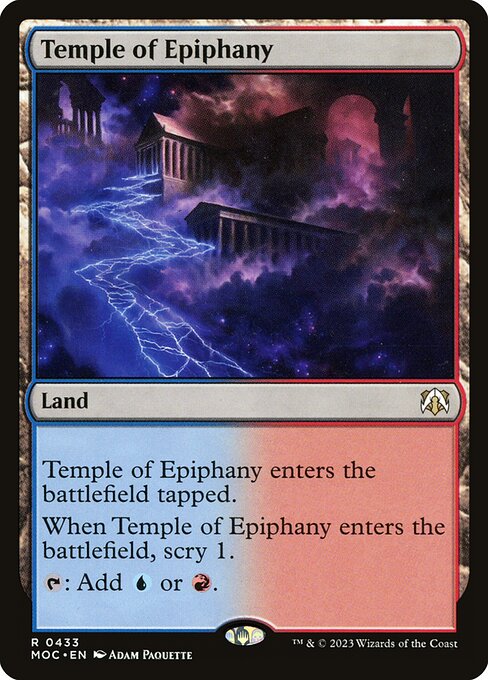 Temple of Epiphany
Land
Temple of Epiphany enters the
battlefield tapped.
When Temple of Epiphany enters the
battlefield, scry 1.
: Add or .
R 0433
™ & © 2023 Wizards of the Coast
MOC • EN Adam Paquette